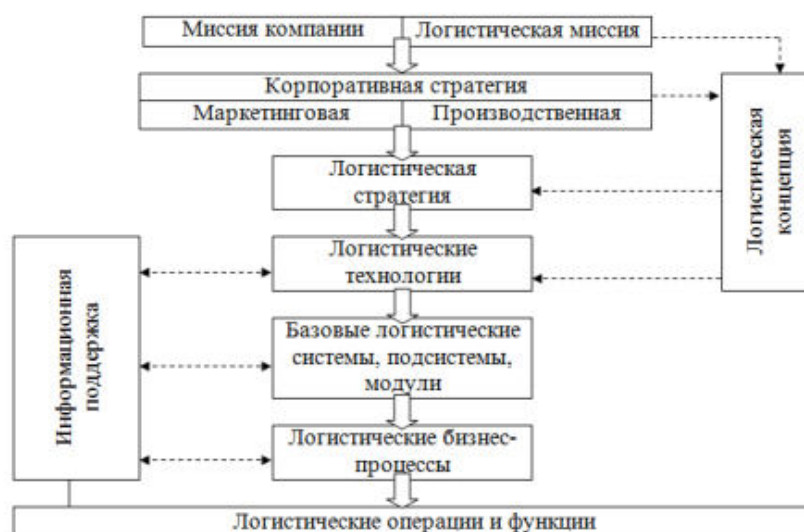 Миссия компании
Логистическая миссия
Корпоративная стратегия
Маркетинговая
Производственная
Логистическая
стратегия
Логистическая
концепция
Логистические
технологии
Информационная
поддержка
Базовые логистические
системы, подсистемы,
модули
Логистические бизнес-
процессы
Логистические операции и функции